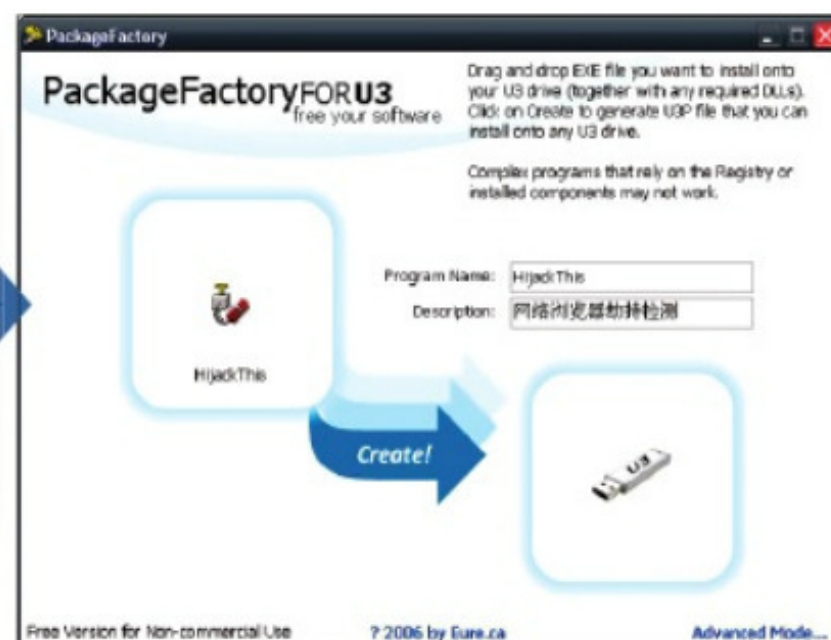 PackageFactory
PackageFactory FOR U3
free your software
Drag and drop EXE file you want to install onto
your U3 drive (together with any required DLLs).
Click on Create to generate U3P file that you can
install onto any U3 drive.
Complex programs that rely on the Registry or
installed components may not work.
HijackThis
Program Name: HijackThis
Description: 网络浏览器劫持检测
Create!
U3
Free Version for Non-commercial Use
? 2006 by Eure.ca
Advanced Mode...